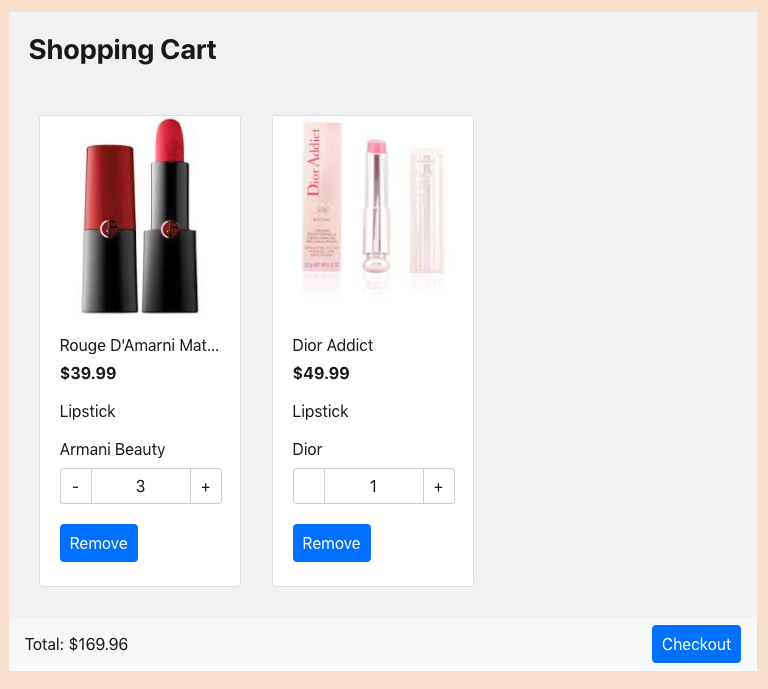 Shopping Cart
Dior Addict
Rouge D'Amarni Mat...
$39.99
Lipstick
Armani Beauty
- 3 +
Remove
Dior Addict
$49.99
Lipstick
Dior
1 +
Remove
Total: $169.96
Checkout